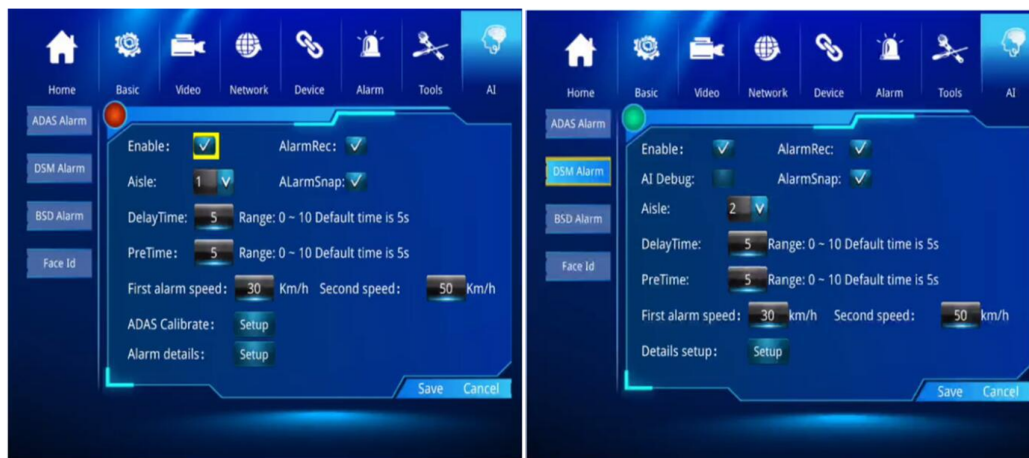 Home Basic Video Network Device Alarm Tools AI
ADAS Alarm
DSM Alarm
BSD Alarm
Face Id
Enable: AlarmRec:
Aisle: 1 ALarmSnap:
DelayTime: 5 Range: 0 ~ 10 Default time is 5s
PreTime: 5 Range: 0 ~ 10 Default time is 5s
First alarm speed: 30 Km/h Second speed: 50 Km/h
ADAS Calibrate: Setup
Alarm details: Setup
Save Cancel
Home Basic Video Network Device Alarm Tools AI
ADAS Alarm
DSM Alarm
BSD Alarm
Face Id
Enable: AlarmRec:
AI Debug: AlarmSnap:
Aisle: 2
DelayTime: 5 Range: 0 ~ 10 Default time is 5s
PreTime: 5 Range: 0 ~ 10 Default time is 5s
First alarm speed: 30 km/h Second speed: 50 km/h
Details setup: Setup
Save Cancel